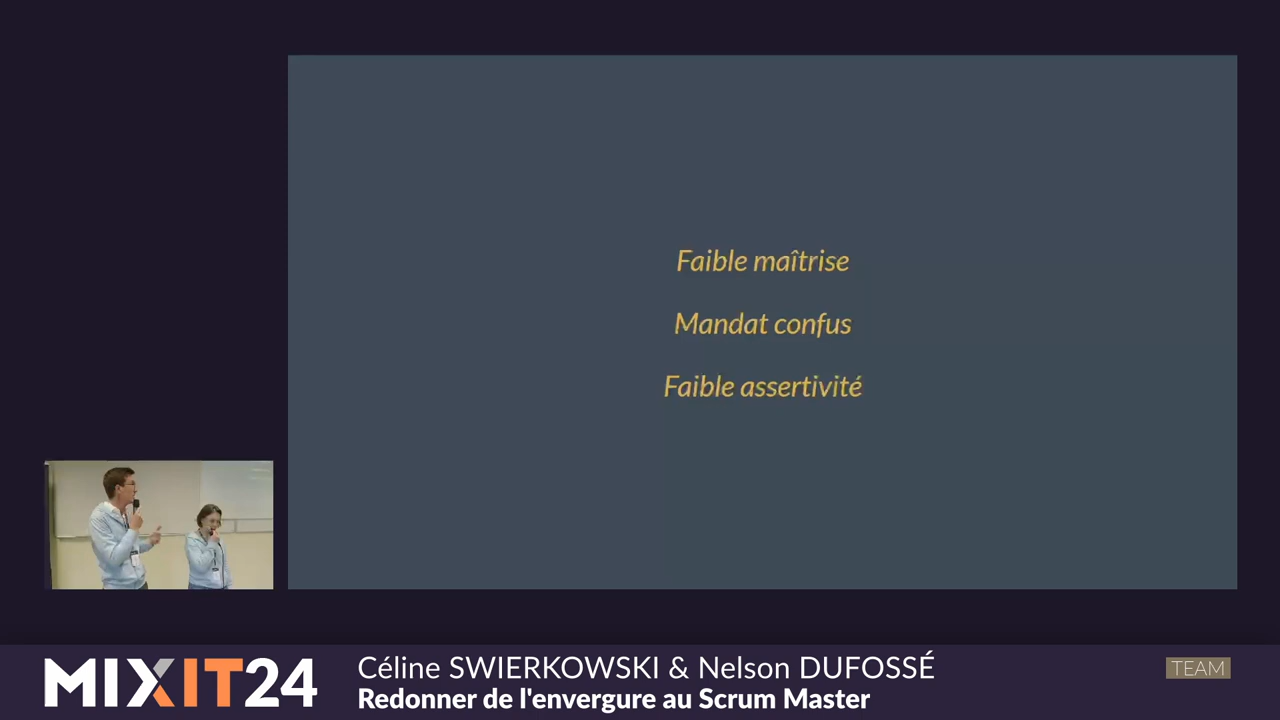 Faible maîtrise
Mandat confus
Faible assertivité
MIXIT24
Céline SWIERKOWSKI & Nelson DUFOSSÉ
Redonner de l'envergure au Scrum Master
TEAM